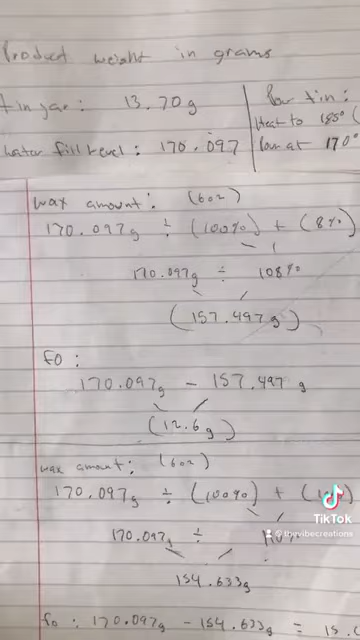 Product weight in grams
tin jar: 13.70g
water fill level: 170.097
Pour tin:
Heat to 185° (
Pour at 170°
wax amount: (6oz)
170.097g ÷ (100%) + (8%)
170.097g ÷ 108%
(157.497g)
fo:
170.097g - 157.497g
(12.6g)
wax amount: (6oz)
170.097g ÷ (100%) + (
170.097g ÷
154.633g
fo: 170.097g - 154.633g = 15.
TikTok
@thevibecreations